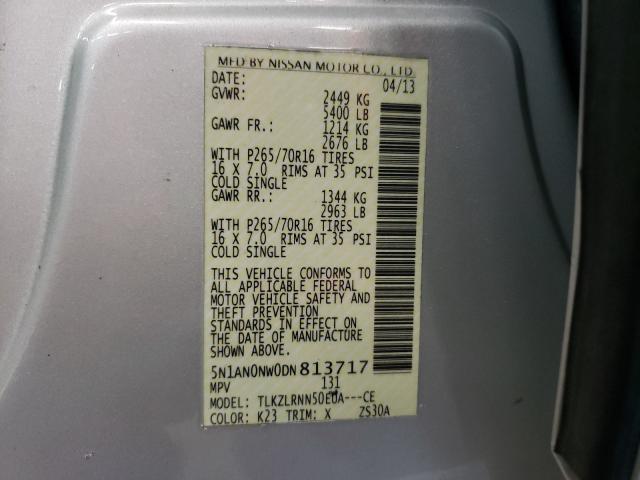 MFD BY NISSAN MOTOR CO., LTD.
DATE: 04/13
GVWR: 2449 KG
5400 LB
GAWR FR.: 1214 KG
2676 LB
WITH P265/70R16 TIRES
16 X 7.0 RIMS AT 35 PSI
COLD SINGLE
GAWR RR.: 1344 KG
2963 LB
WITH P265/70R16 TIRES
16 X 7.0 RIMS AT 35 PSI
COLD SINGLE
THIS VEHICLE CONFORMS TO
ALL APPLICABLE FEDERAL
MOTOR VEHICLE SAFETY AND
THEFT PREVENTION
STANDARDS IN EFFECT ON
THE DATE OF MANUFACTURE
SHOWN ABOVE.
5N1AN0NW0DN813717
MPV 131
MODEL: TLKZLRNN50EUA---CE
COLOR: K23 TRIM: X ZS30A